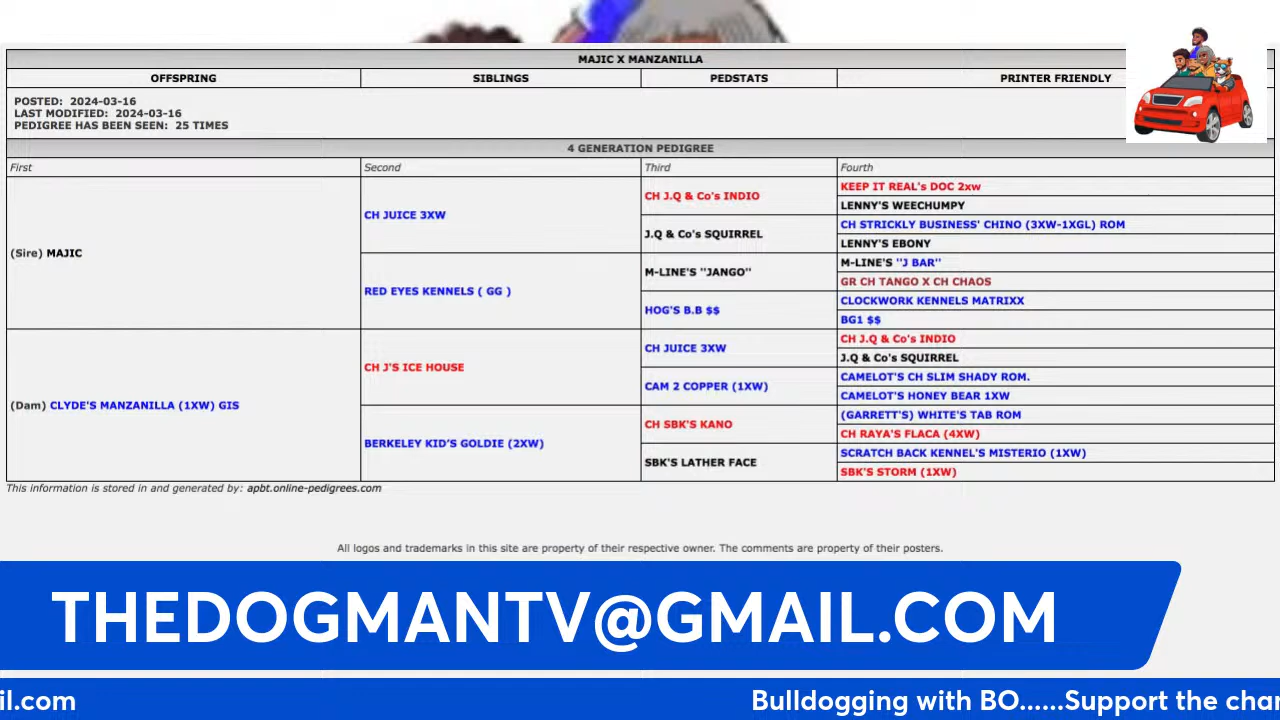 MAJIC X MANZANILLA
OFFSPRING SIBLINGS PEDSTATS PRINTER FRIENDLY
POSTED: 2024-03-16
LAST MODIFIED: 2024-03-16
PEDIGREE HAS BEEN SEEN: 25 TIMES
4 GENERATION PEDIGREE
First Second Third Fourth
(Sire) MAJIC
CH JUICE 3XW
CH J.Q & Co's INDIO
KEEP IT REAL's DOC 2xw
LENNY'S WEECHUMPY
J.Q & Co's SQUIRREL
CH STRICKLY BUSINESS' CHINO (3XW-1XGL) ROM
LENNY'S EBONY
RED EYES KENNELS ( GG )
M-LINE'S "JANGO"
M-LINE'S ''J BAR''
GR CH TANGO X CH CHAOS
HOG'S B.B $$
CLOCKWORK KENNELS MATRIXX
BG1 $$
(Dam) CLYDE'S MANZANILLA (1XW) GIS
CH J'S ICE HOUSE
CH JUICE 3XW
CH J.Q & Co's INDIO
J.Q & Co's SQUIRREL
CAM 2 COPPER (1XW)
CAMELOT'S CH SLIM SHADY ROM.
CAMELOT'S HONEY BEAR 1XW
BERKELEY KID'S GOLDIE (2XW)
CH SBK'S KANO
(GARRETT'S) WHITE'S TAB ROM
CH RAYA'S FLACA (4XW)
SBK'S LATHER FACE
SCRATCH BACK KENNEL'S MISTERIO (1XW)
SBK'S STORM (1XW)
This information is stored in and generated by: apbt.online-pedigrees.com
All logos and trademarks in this site are property of their respective owner. The comments are property of their posters.
THEDOGMANTV@GMAIL.COM
il.com Bulldogging with BO......Support the chan